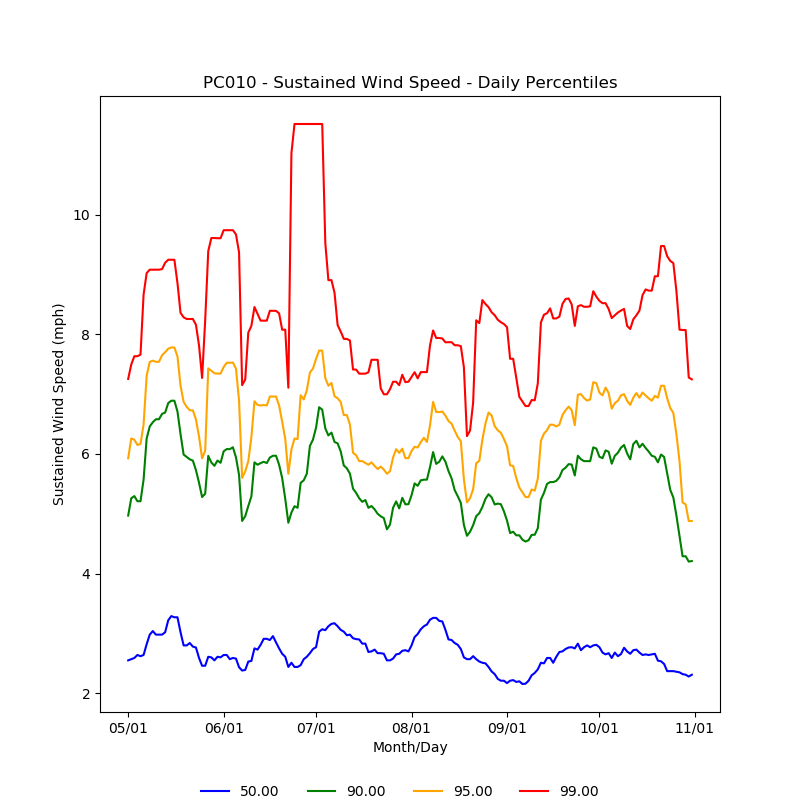 PC010 - Sustained Wind Speed - Daily Percentiles
10
8
6
4
2
Sustained Wind Speed (mph)
05/01 06/01 07/01 08/01 09/01 10/01 11/01
Month/Day
50.00 90.00 95.00 99.00